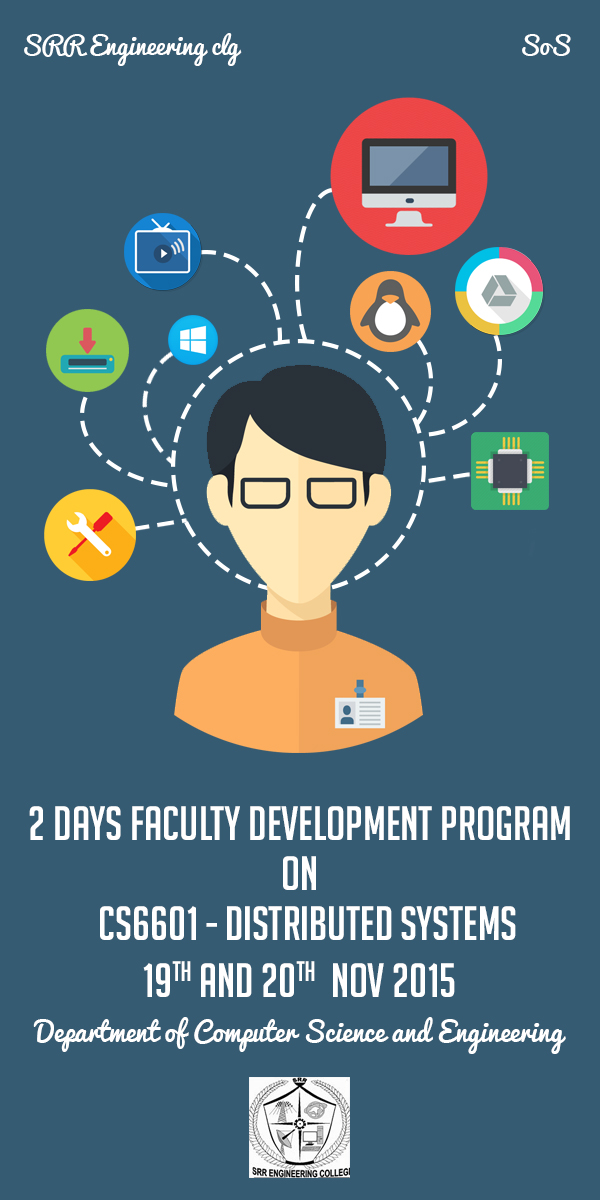 SRR Engineering clg
SoS
2 DAYS FACULTY DEVELOPMENT PROGRAM
ON
CS6601 - DISTRIBUTED SYSTEMS
19TH AND 20TH NOV 2015
Department of Computer Science and Engineering
SRR
SRR ENGINEERING COLLEGE